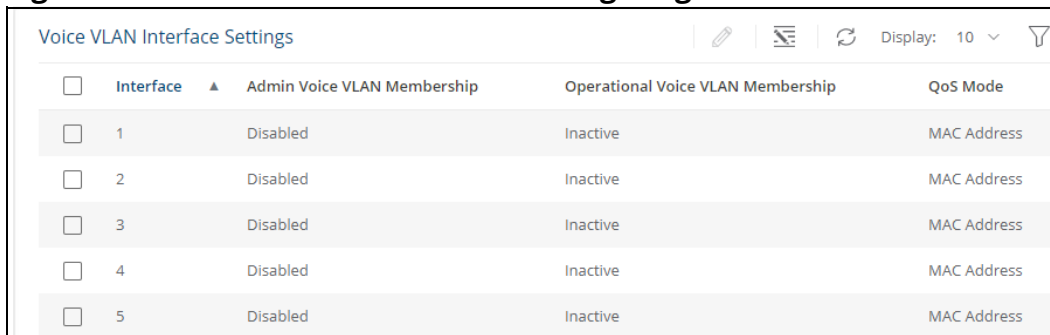 Voice VLAN Interface Settings Display: 10
Interface ▲ Admin Voice VLAN Membership Operational Voice VLAN Membership QoS Mode
1 Disabled Inactive MAC Address
2 Disabled Inactive MAC Address
3 Disabled Inactive MAC Address
4 Disabled Inactive MAC Address
5 Disabled Inactive MAC Address